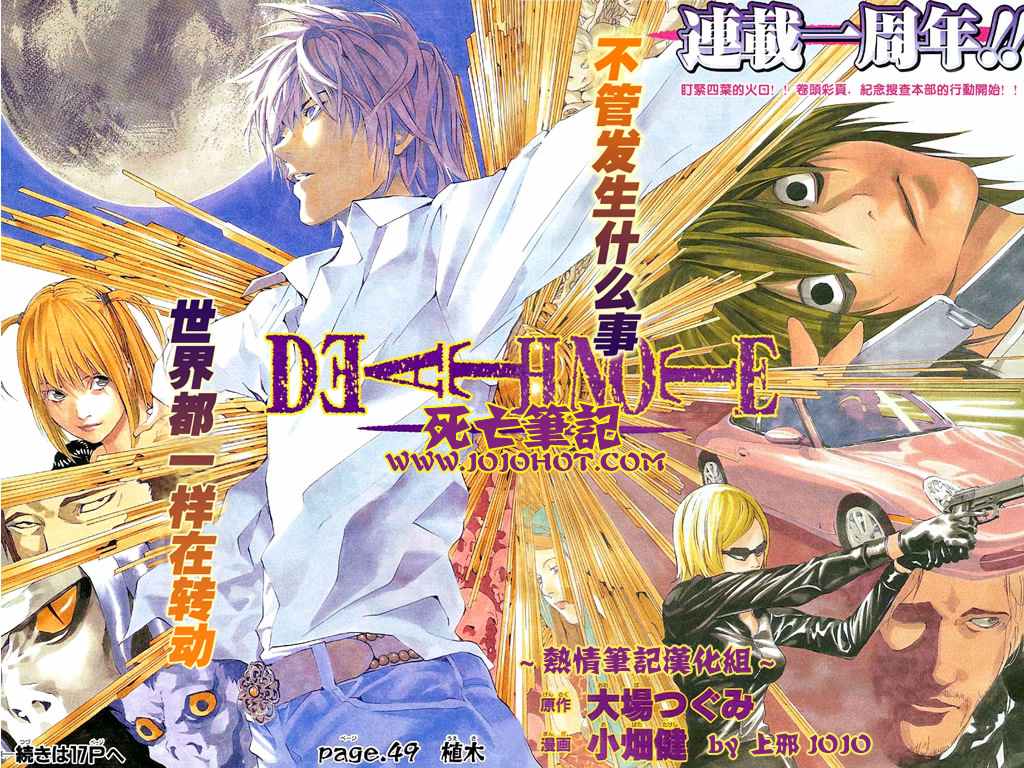 連載一周年!!
盯緊四葉的火口!!卷頭彩頁,紀念搜查本部的行動開始!!
不管发生什么事
世界都一样在转动
DEATH NOTE
死亡筆記
WWW.JOJOHOT.COM
~ 熱情筆記漢化組 ~
原作 大場つぐみ
漫画 小畑健 by 上邪 JOJO
page.49 植木
続きは17Pへ